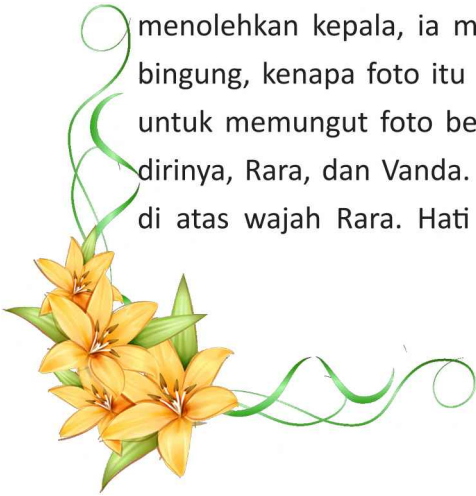 menolehkan kepala, ia
bingung, kenapa foto itu
untuk memungut foto
dirinya, Rara, dan Vanda.
di atas wajah Rara. Hati